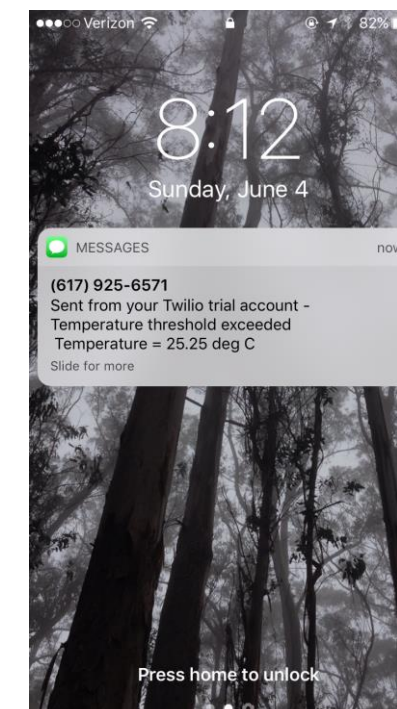 Verizon 82%
8:12
Sunday, June 4
MESSAGES now
(617) 925-6571
Sent from your Twilio trial account -
Temperature threshold exceeded
Temperature = 25.25 deg C
Slide for more
Press home to unlock